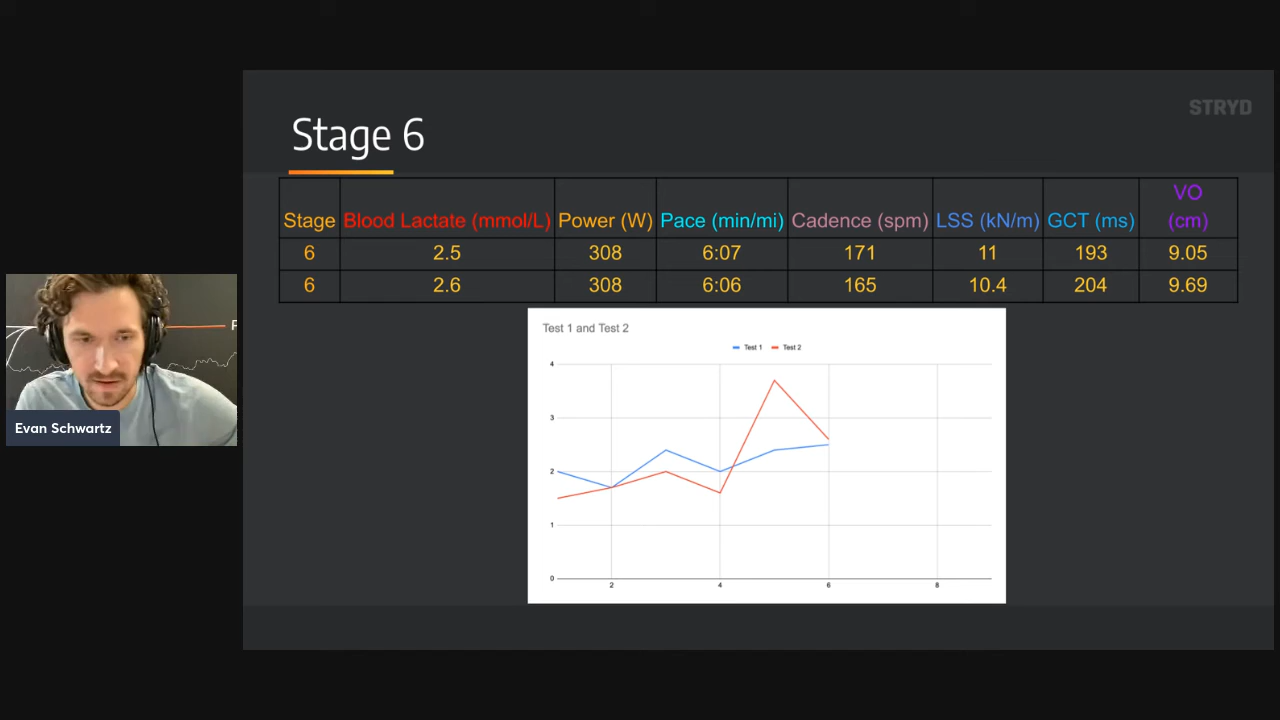 STRYD
Stage 6
Stage Blood Lactate (mmol/L) Power (W) Pace (min/mi) Cadence (spm) LSS (kN/m) GCT (ms) VO (cm)
6 2.5 308 6:07 171 11 193 9.05
6 2.6 308 6:06 165 10.4 204 9.69
Test 1 and Test 2
Test 1 Test 2
4
3
2
1
0
2 4 6 8
F
Evan Schwartz